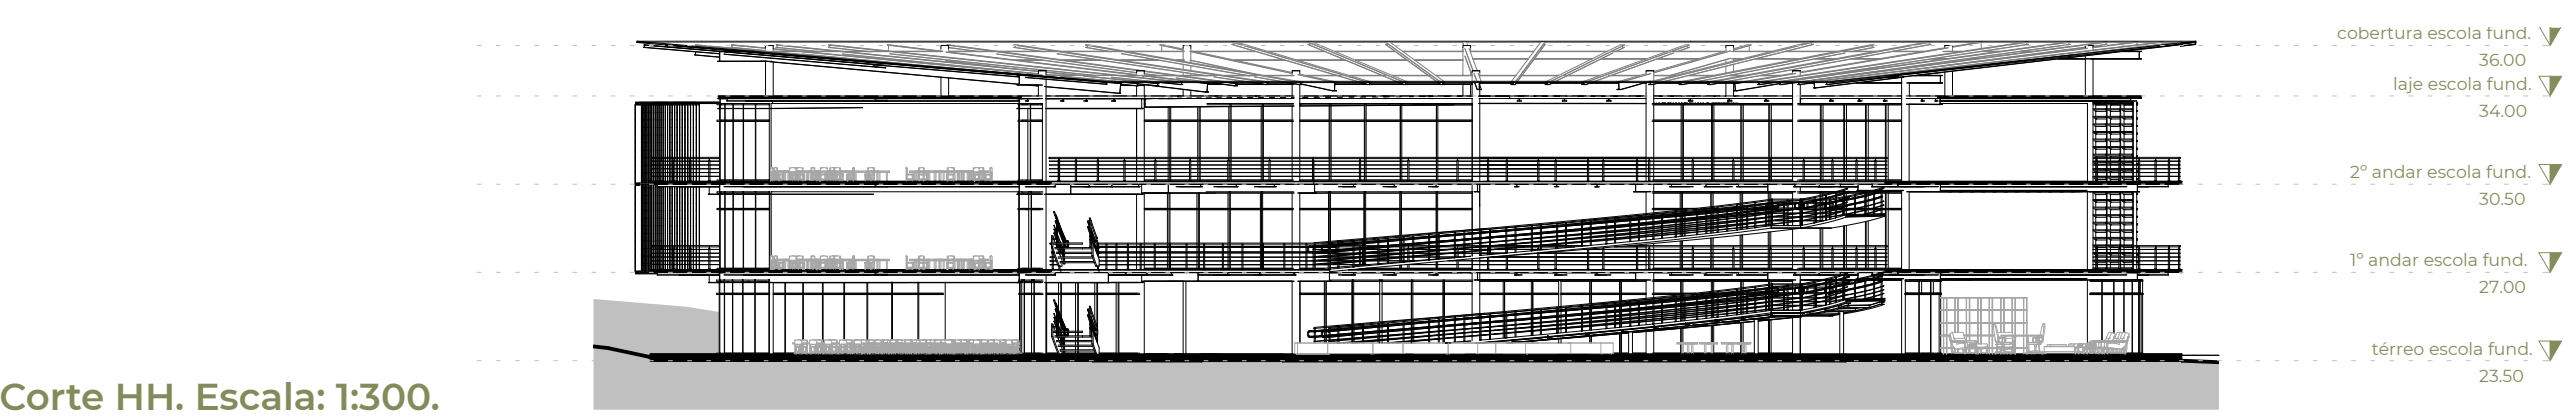 cobertura escola fund.
36.00
laje escola fund.
34.00
2º andar escola fund.
30.50
1º andar escola fund.
27.00
térreo escola fund.
23.50
Corte HH. Escala: 1:300.